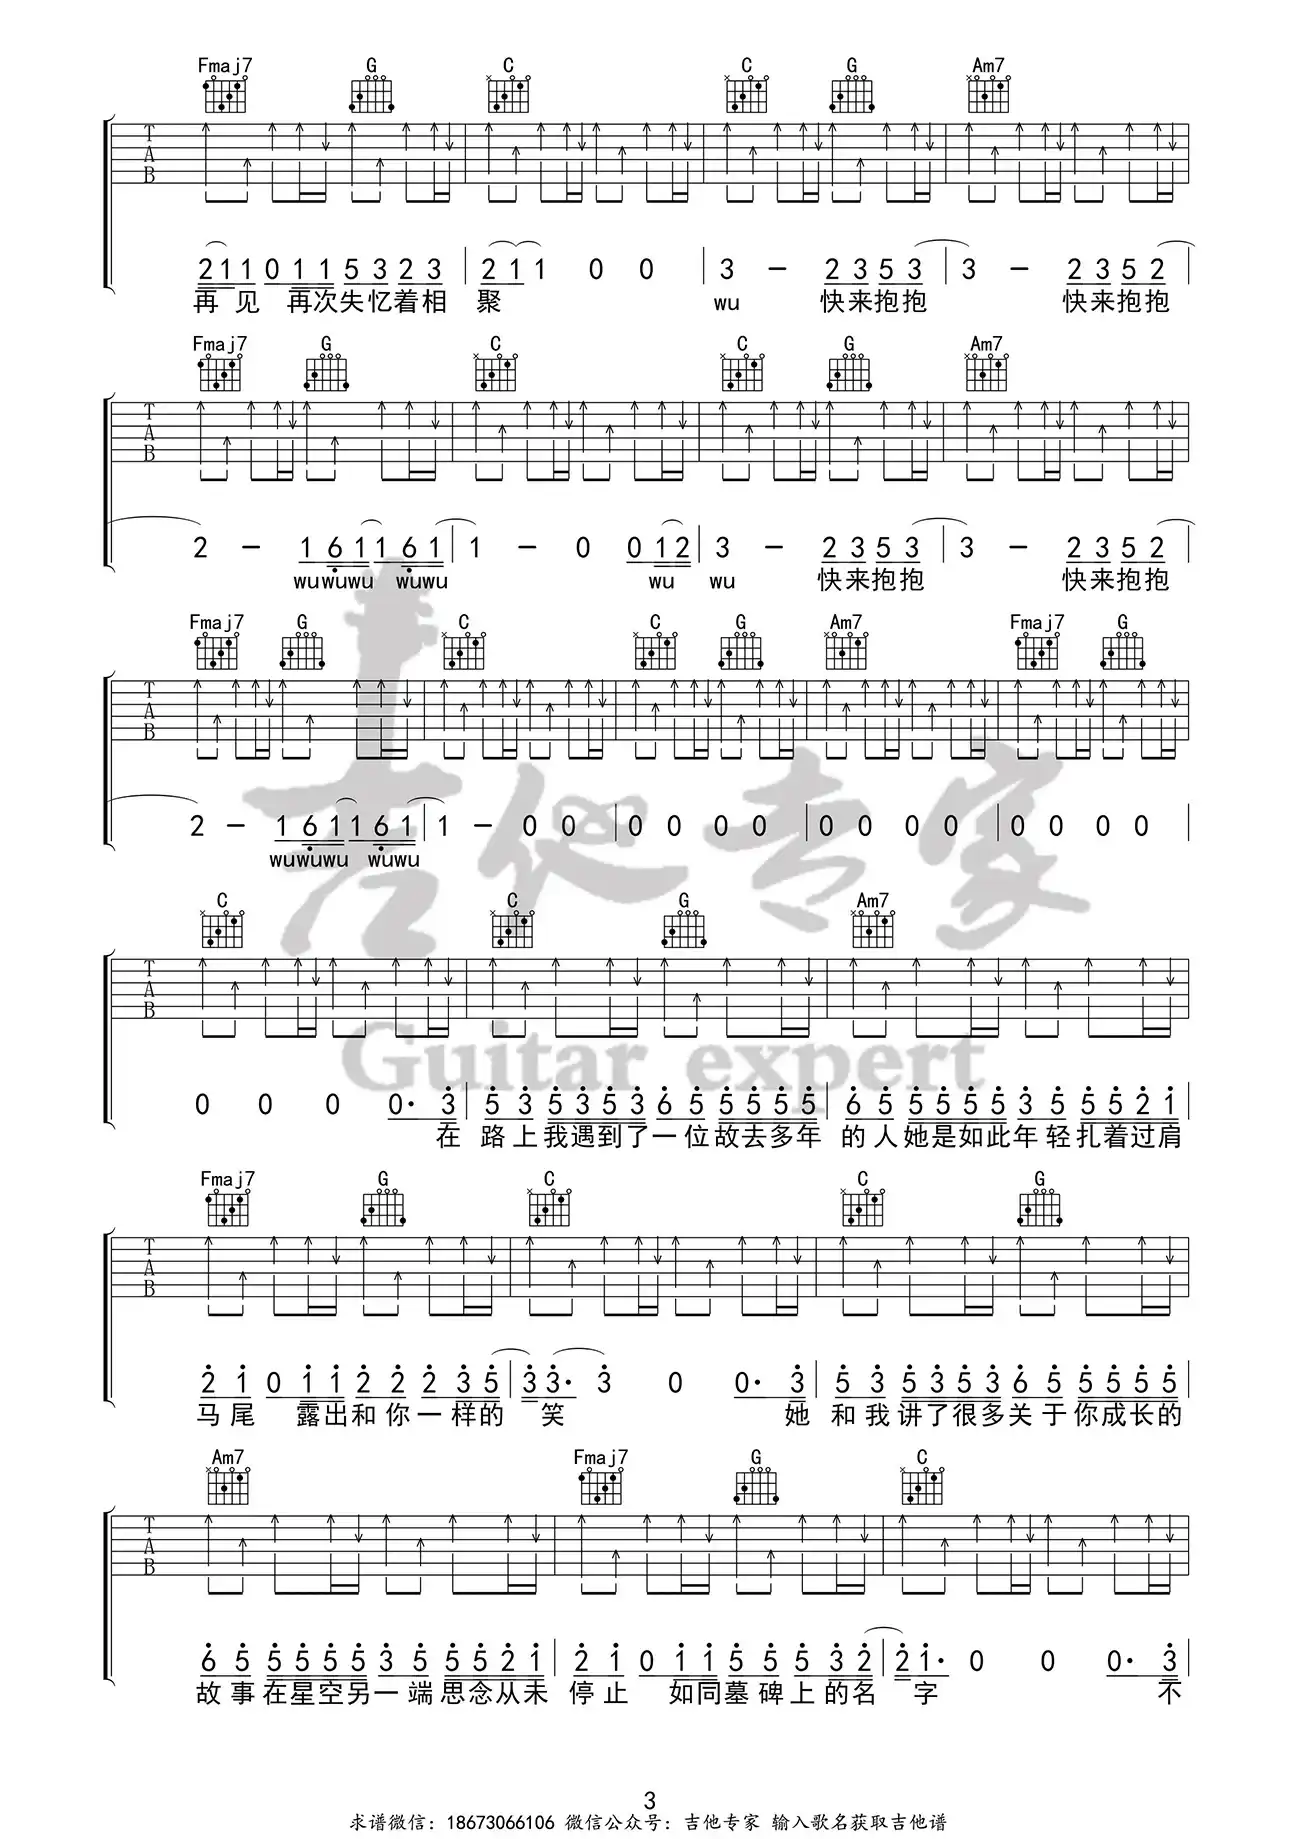 Fmaj7 G C C G Am7
T A B
2 1 1 0 1 1 5 3 2 3 | 2 1 1 0 0 | 3 – 2 3 5 3 | 3 – 2 3 5 2 |
再 见 再次失忆着相 聚 wu 快来抱抱 快来抱抱
Fmaj7 G C C G Am7
T A B
2 – 1 6 1 1 6 1 | 1 – 0 0 1 2 | 3 – 2 3 5 3 | 3 – 2 3 5 2 |
wuwuwu wuwu wu wu 快来抱抱 快来抱抱
Fmaj7 G C C G Am7 Fmaj7 G
T A B
2 – 1 6 1 1 6 1 | 1 – 0 0 | 0 0 0 0 | 0 0 0 0 | 0 0 0 0 |
wuwuwu wuwu
吉他专家
C C G Am7
T A B
Guitar expert
0 0 0 0· 3 | 5 3 5 3 5 3 6 5 5 5 5 5 | 6 5 5 5 5 5 3 5 5 5 2 1 |
在 路上我遇到了一位故去多年 的人她是如此年轻扎着过肩
Fmaj7 G C C G
T A B
2 1 0 1 1 2 2 2 3 5 | 3 3· 3 0 0· 3 | 5 3 5 3 5 3 6 5 5 5 5 5 |
马尾 露出和你一样的 笑 她 和我讲了很多关于你成长的
Am7 Fmaj7 G C
T A B
6 5 5 5 5 5 3 5 5 5 2 1 | 2 1 0 1 1 5 5 5 3 2 | 2 1· 0 0 0· 3 |
故事在星空另一端思念从未 停止 如同墓碑上的名 字 不
3
求谱微信：18673066106 微信公众号：吉他专家 输入歌名获取吉他谱